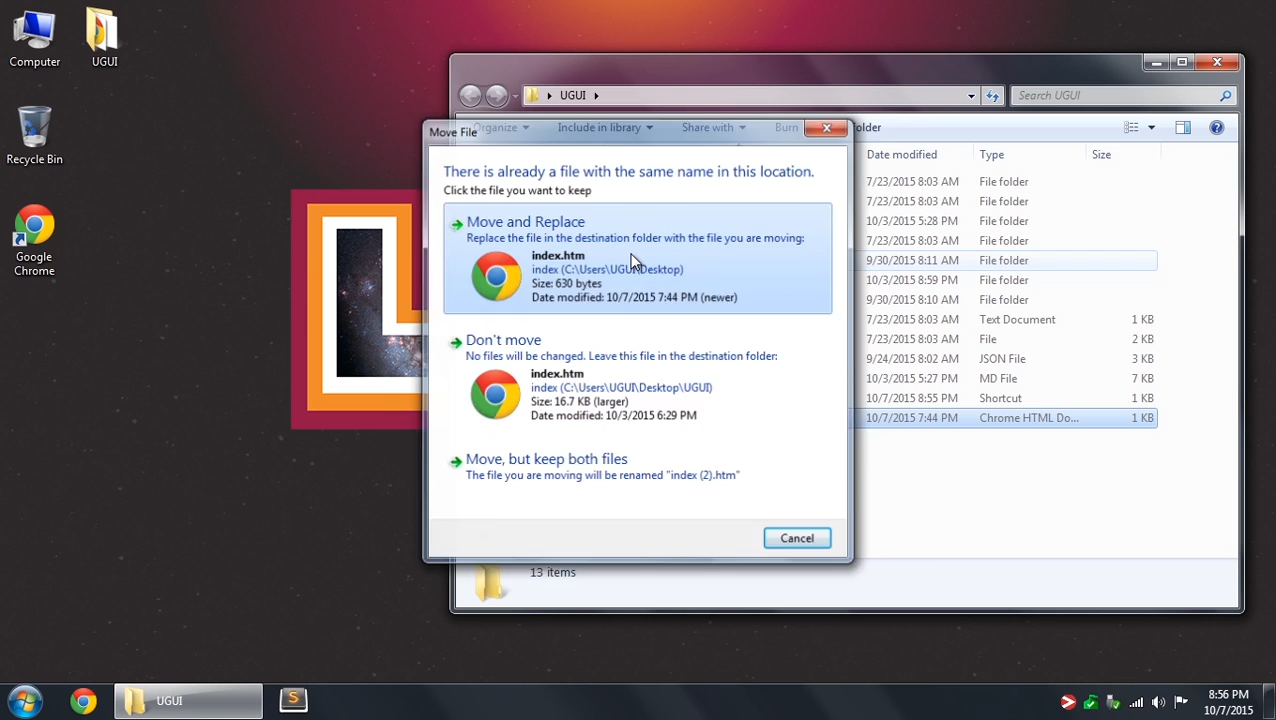 Computer
UGUI
Recycle Bin
Google
Chrome
UGUI
Search UGUI
Organize
Include in library
Share with
Burn
folder
Date modified
Type
Size
7/23/2015 8:03 AM File folder
7/23/2015 8:03 AM File folder
10/3/2015 5:28 PM File folder
7/23/2015 8:03 AM File folder
9/30/2015 8:11 AM File folder
10/3/2015 8:59 PM File folder
9/30/2015 8:10 AM File folder
7/23/2015 8:03 AM Text Document 1 KB
7/23/2015 8:03 AM File 2 KB
9/24/2015 8:02 AM JSON File 3 KB
10/3/2015 5:27 PM MD File 7 KB
10/7/2015 8:55 PM Shortcut 1 KB
10/7/2015 7:44 PM Chrome HTML Do... 1 KB
13 items
Move File
There is already a file with the same name in this location.
Click the file you want to keep
Move and Replace
Replace the file in the destination folder with the file you are moving:
index.htm
index (C:\Users\UGUI\Desktop)
Size: 630 bytes
Date modified: 10/7/2015 7:44 PM (newer)
Don't move
No files will be changed. Leave this file in the destination folder:
index.htm
index (C:\Users\UGUI\Desktop\UGUI)
Size: 16.7 KB (larger)
Date modified: 10/3/2015 6:29 PM
Move, but keep both files
The file you are moving will be renamed "index (2).htm"
Cancel
UGUI
8:56 PM
10/7/2015